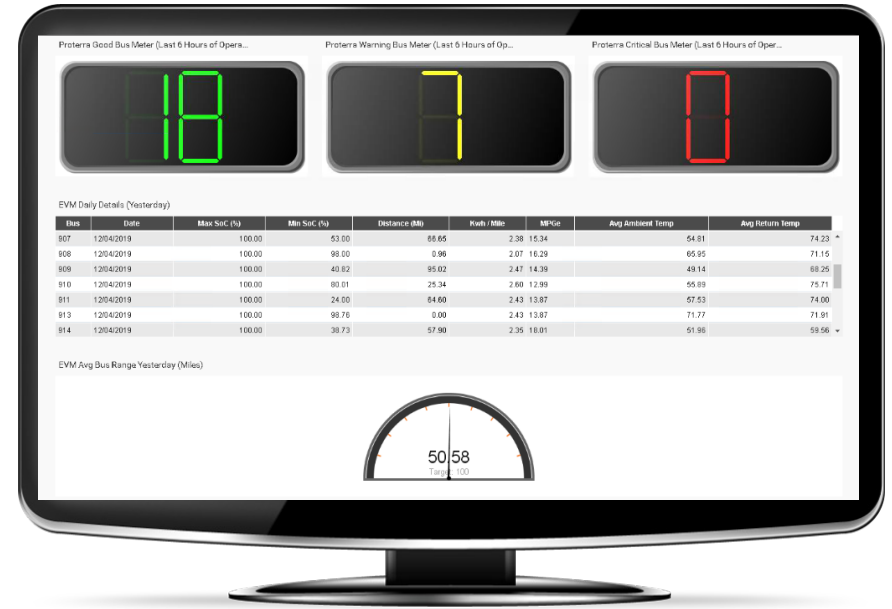 Proterra Good Bus Meter (Last 6 Hours of Opera... Proterra Warning Bus Meter (Last 6 Hours of Op... Proterra Critical Bus Meter (Last 6 Hours of Oper...
18 7 0
EVM Daily Details (Yesterday)
Bus Date Max SoC (%) Min SoC (%) Distance (Mi) Kwh / Mile MPGe Avg Ambient Temp Avg Return Temp
907 12/04/2019 100.00 53.00 66.65 2.38 15.34 54.81 74.23
908 12/04/2019 100.00 98.00 0.96 2.07 16.29 65.95 71.15
909 12/04/2019 100.00 40.82 95.02 2.47 14.39 49.14 68.25
910 12/04/2019 100.00 80.01 25.34 2.60 12.99 55.89 75.71
911 12/04/2019 100.00 24.00 64.60 2.43 13.87 57.53 74.00
913 12/04/2019 100.00 98.76 0.00 2.43 13.87 71.77 71.91
914 12/04/2019 100.00 38.73 57.90 2.35 18.01 51.96 59.56
EVM Avg Bus Range Yesterday (Miles)
50.58
Target: 100